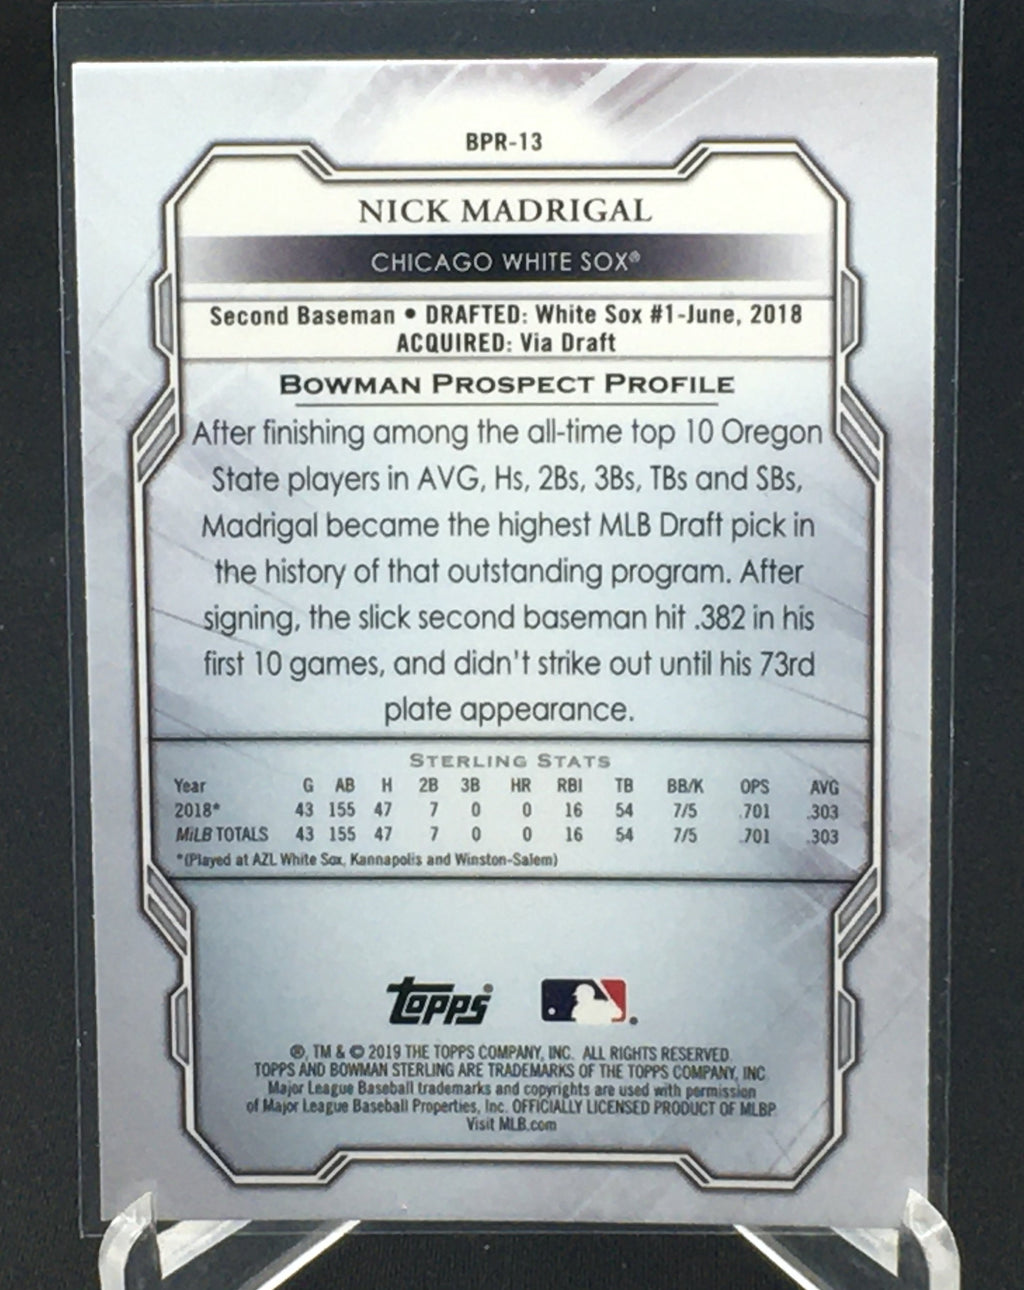 BPR-13
NICK MADRIGAL
CHICAGO WHITE SOX®
Second Baseman • DRAFTED: White Sox #1-June, 2018
ACQUIRED: Via Draft
BOWMAN PROSPECT PROFILE
After finishing among the all-time top 10 Oregon
State players in AVG, Hs, 2Bs, 3Bs, TBs and SBs,
Madrigal became the highest MLB Draft pick in
the history of that outstanding program. After
signing, the slick second baseman hit .382 in his
first 10 games, and didn't strike out until his 73rd
plate appearance.
STERLING STATS
Year G AB H 2B 3B HR RBI TB BB/K OPS AVG
2018* 43 155 47 7 0 0 16 54 7/5 .701 .303
MiLB TOTALS 43 155 47 7 0 0 16 54 7/5 .701 .303
*(Played at AZL White Sox, Kannapolis and Winston-Salem)
Topps
®, TM & © 2019 THE TOPPS COMPANY, INC. ALL RIGHTS RESERVED.
TOPPS AND BOWMAN STERLING ARE TRADEMARKS OF THE TOPPS COMPANY, INC.
Major League Baseball trademarks and copyrights are used with permission
of Major League Baseball Properties, Inc. OFFICIALLY LICENSED PRODUCT OF MLBP.
Visit MLB.com